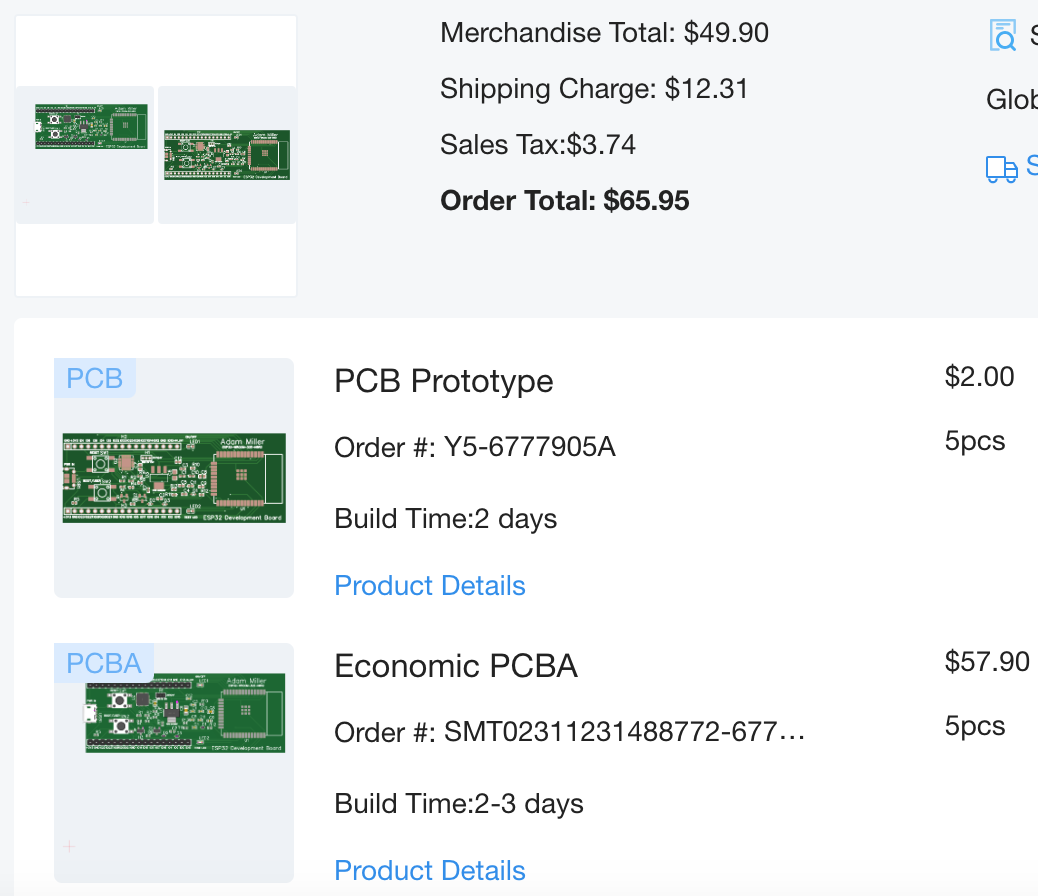 Merchandise Total: $49.90
Shipping Charge: $12.31
Sales Tax:$3.74
Order Total: $65.95
Glob
PCB
Adam Miller
ESP32 Development Board
PCB Prototype
$2.00
Order #: Y5-6777905A
5pcs
Build Time:2 days
Product Details
PCBA
Adam Miller
ESP32 Development Board
Economic PCBA
$57.90
Order #: SMT02311231488772-677...
5pcs
Build Time:2-3 days
Product Details